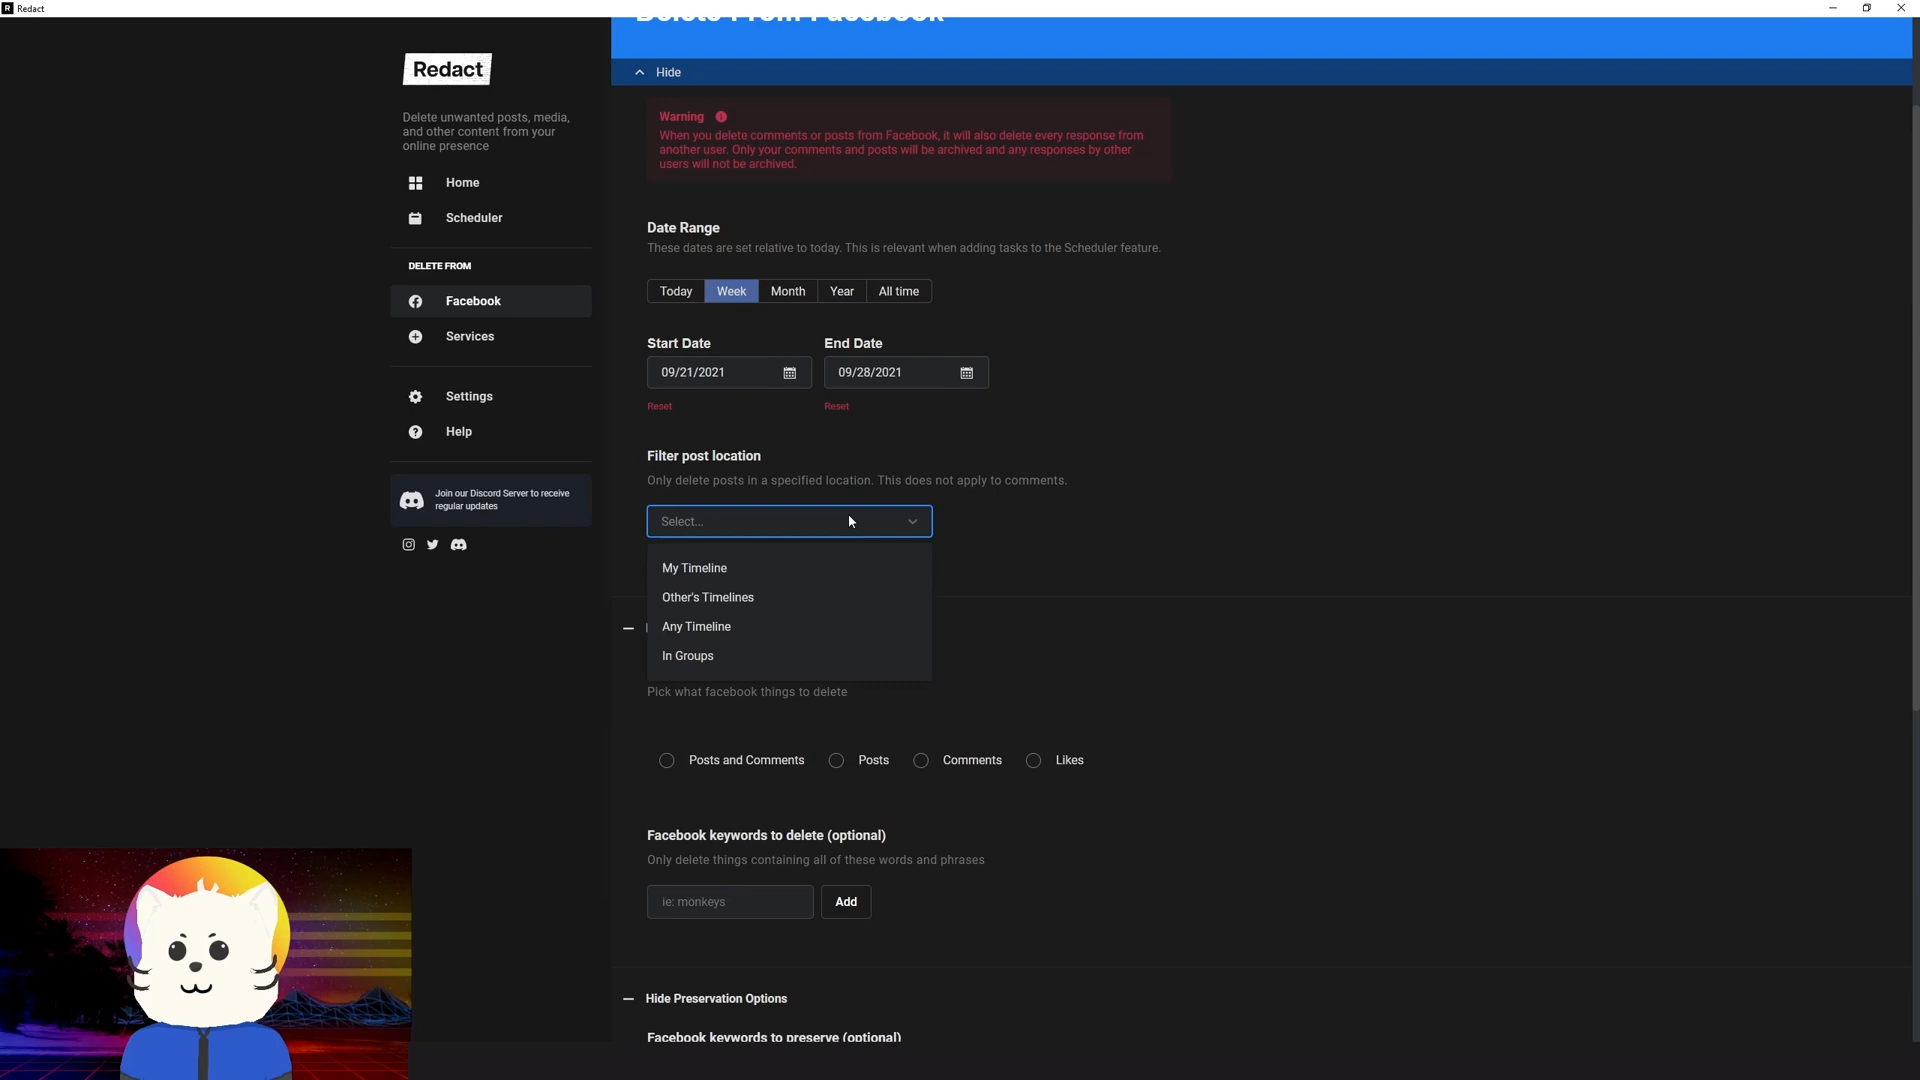 Redact
Delete From Facebook
Hide
Redact
Delete unwanted posts, media,
and other content from your
online presence
Home
Scheduler
DELETE FROM
Facebook
Services
Settings
Help
Join our Discord Server to receive
regular updates
Warning
When you delete comments or posts from Facebook, it will also delete every response from
another user. Only your comments and posts will be archived and any responses by other
users will not be archived.
Date Range
These dates are set relative to today. This is relevant when adding tasks to the Scheduler feature.
Today Week Month Year All time
Start Date End Date
09/21/2021 09/28/2021
Reset Reset
Filter post location
Only delete posts in a specified location. This does not apply to comments.
Select...
My Timeline
Other's Timelines
Any Timeline
In Groups
Pick what facebook things to delete
Posts and Comments Posts Comments Likes
Facebook keywords to delete (optional)
Only delete things containing all of these words and phrases
ie: monkeys Add
Hide Preservation Options
Facebook keywords to preserve (optional)